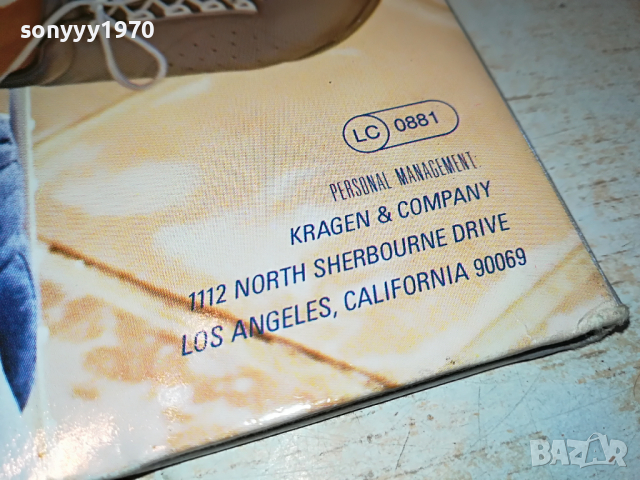 sonyyy1970
LC 0881
PERSONAL MANAGEMENT:
KRAGEN & COMPANY
1112 NORTH SHERBOURNE DRIVE
LOS ANGELES, CALIFORNIA 90069
BAZAR